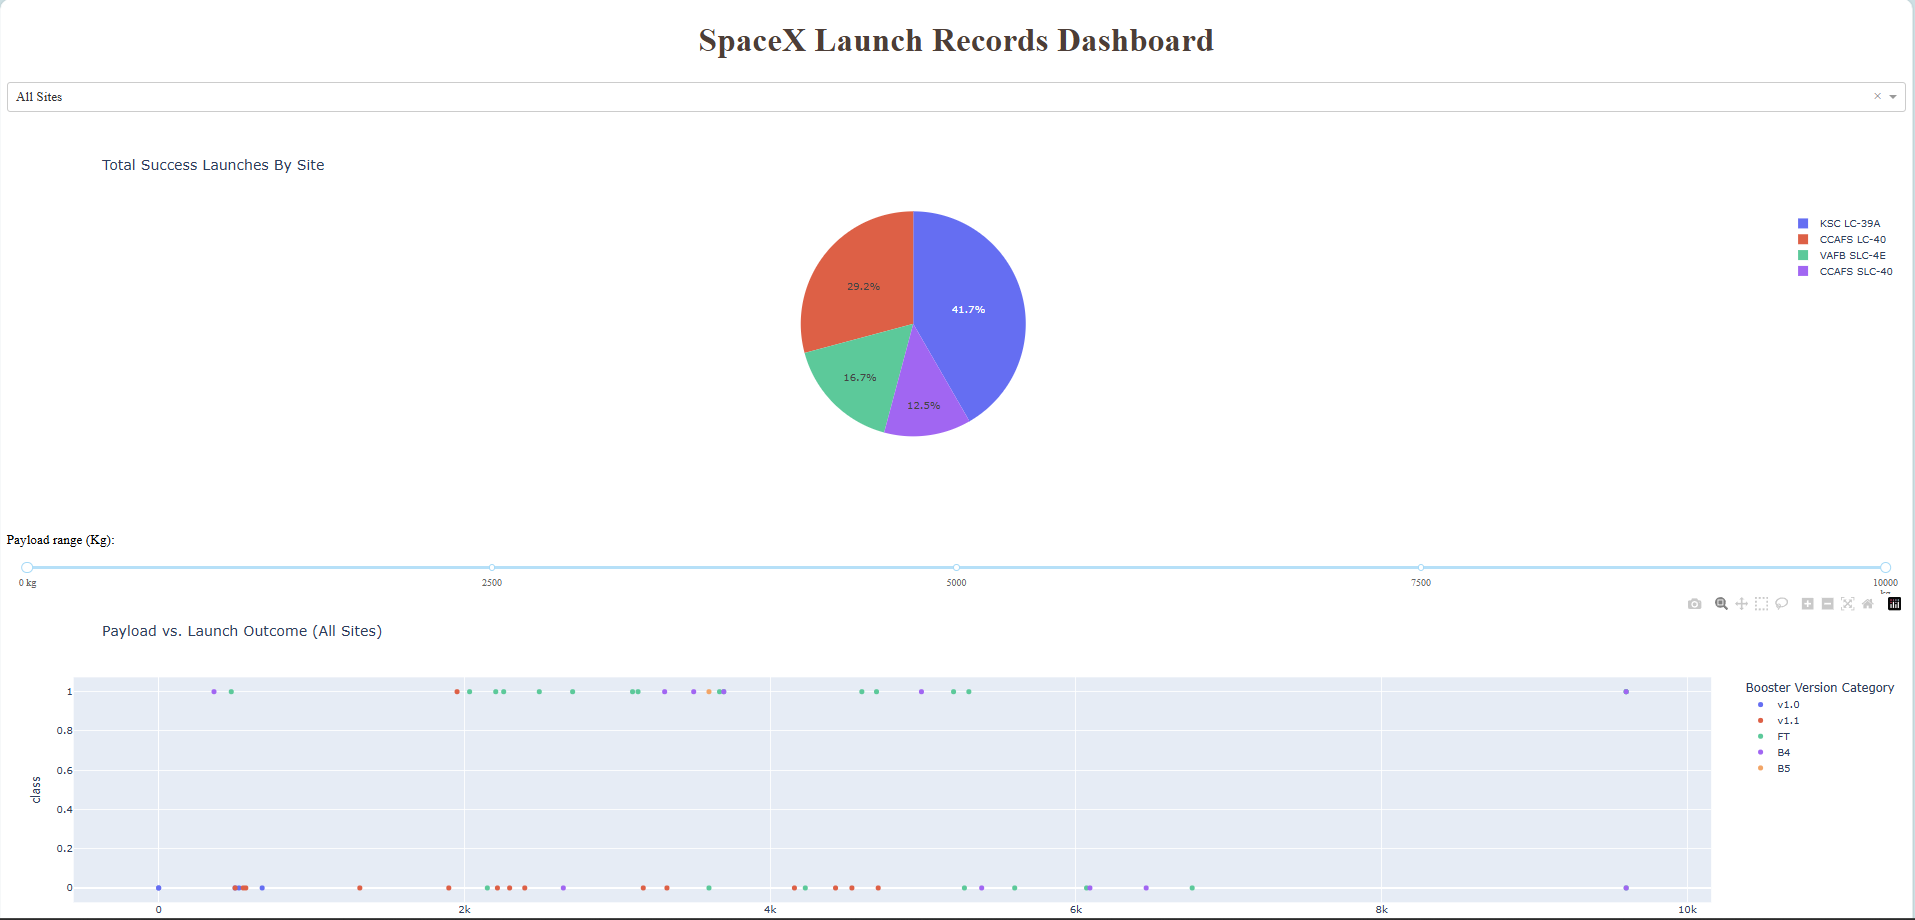 SpaceX Launch Records Dashboard
All Sites
Total Success Launches By Site
KSC LC-39A
CCAFS LC-40
VAFB SLC-4E
CCAFS SLC-40
29.2%
41.7%
16.7%
12.5%
Payload range (Kg):
0 kg
2500
5000
7500
10000
Payload vs. Launch Outcome (All Sites)
Booster Version Category
v1.0
v1.1
FT
B4
B5
class
1
0.8
0.6
0.4
0.2
0
0 2k 4k 6k 8k 10k